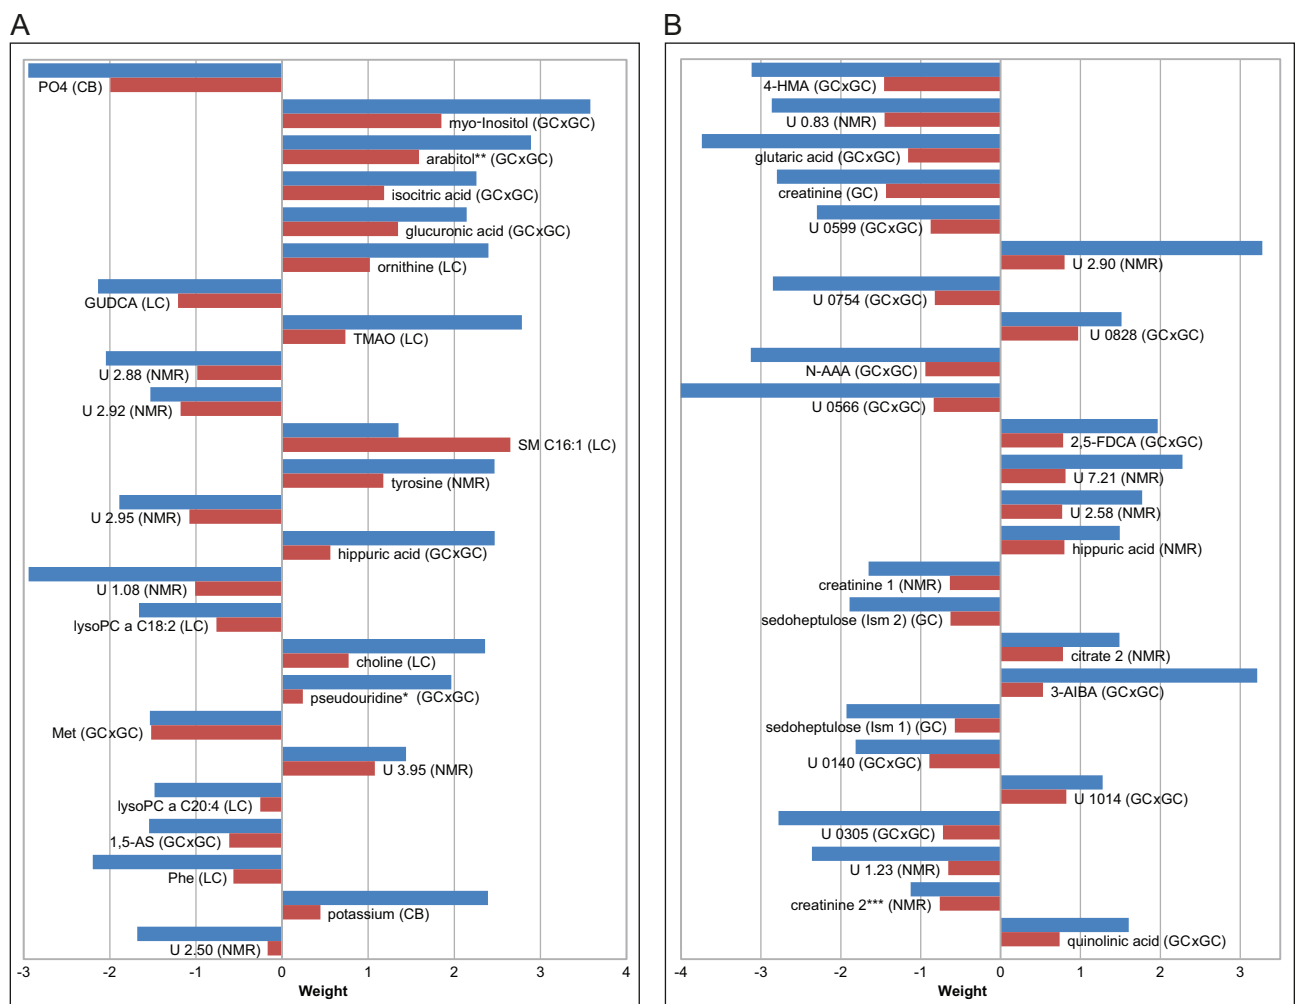 A
PO4 (CB)
myo-Inositol (GCxGC)
arabitol** (GCxGC)
isocitric acid (GCxGC)
glucuronic acid (GCxGC)
ornithine (LC)
GUDCA (LC)
TMAO (LC)
U 2.88 (NMR)
U 2.92 (NMR)
SM C16:1 (LC)
tyrosine (NMR)
U 2.95 (NMR)
hippuric acid (GCxGC)
U 1.08 (NMR)
lysoPC a C18:2 (LC)
choline (LC)
pseudouridine* (GCxGC)
Met (GCxGC)
U 3.95 (NMR)
lysoPC a C20:4 (LC)
1,5-AS (GCxGC)
Phe (LC)
potassium (CB)
U 2.50 (NMR)
-3 -2 -1 0 1 2 3 4
Weight
B
4-HMA (GCxGC)
U 0.83 (NMR)
glutaric acid (GCxGC)
creatinine (GC)
U 0599 (GCxGC)
U 2.90 (NMR)
U 0754 (GCxGC)
U 0828 (GCxGC)
N-AAA (GCxGC)
U 0566 (GCxGC)
2,5-FDCA (GCxGC)
U 7.21 (NMR)
U 2.58 (NMR)
hippuric acid (NMR)
creatinine 1 (NMR)
sedoheptulose (Ism 2) (GC)
citrate 2 (NMR)
3-AIBA (GCxGC)
sedoheptulose (Ism 1) (GC)
U 0140 (GCxGC)
U 1014 (GCxGC)
U 0305 (GCxGC)
U 1.23 (NMR)
creatinine 2*** (NMR)
quinolinic acid (GCxGC)
-4 -3 -2 -1 0 1 2 3
Weight